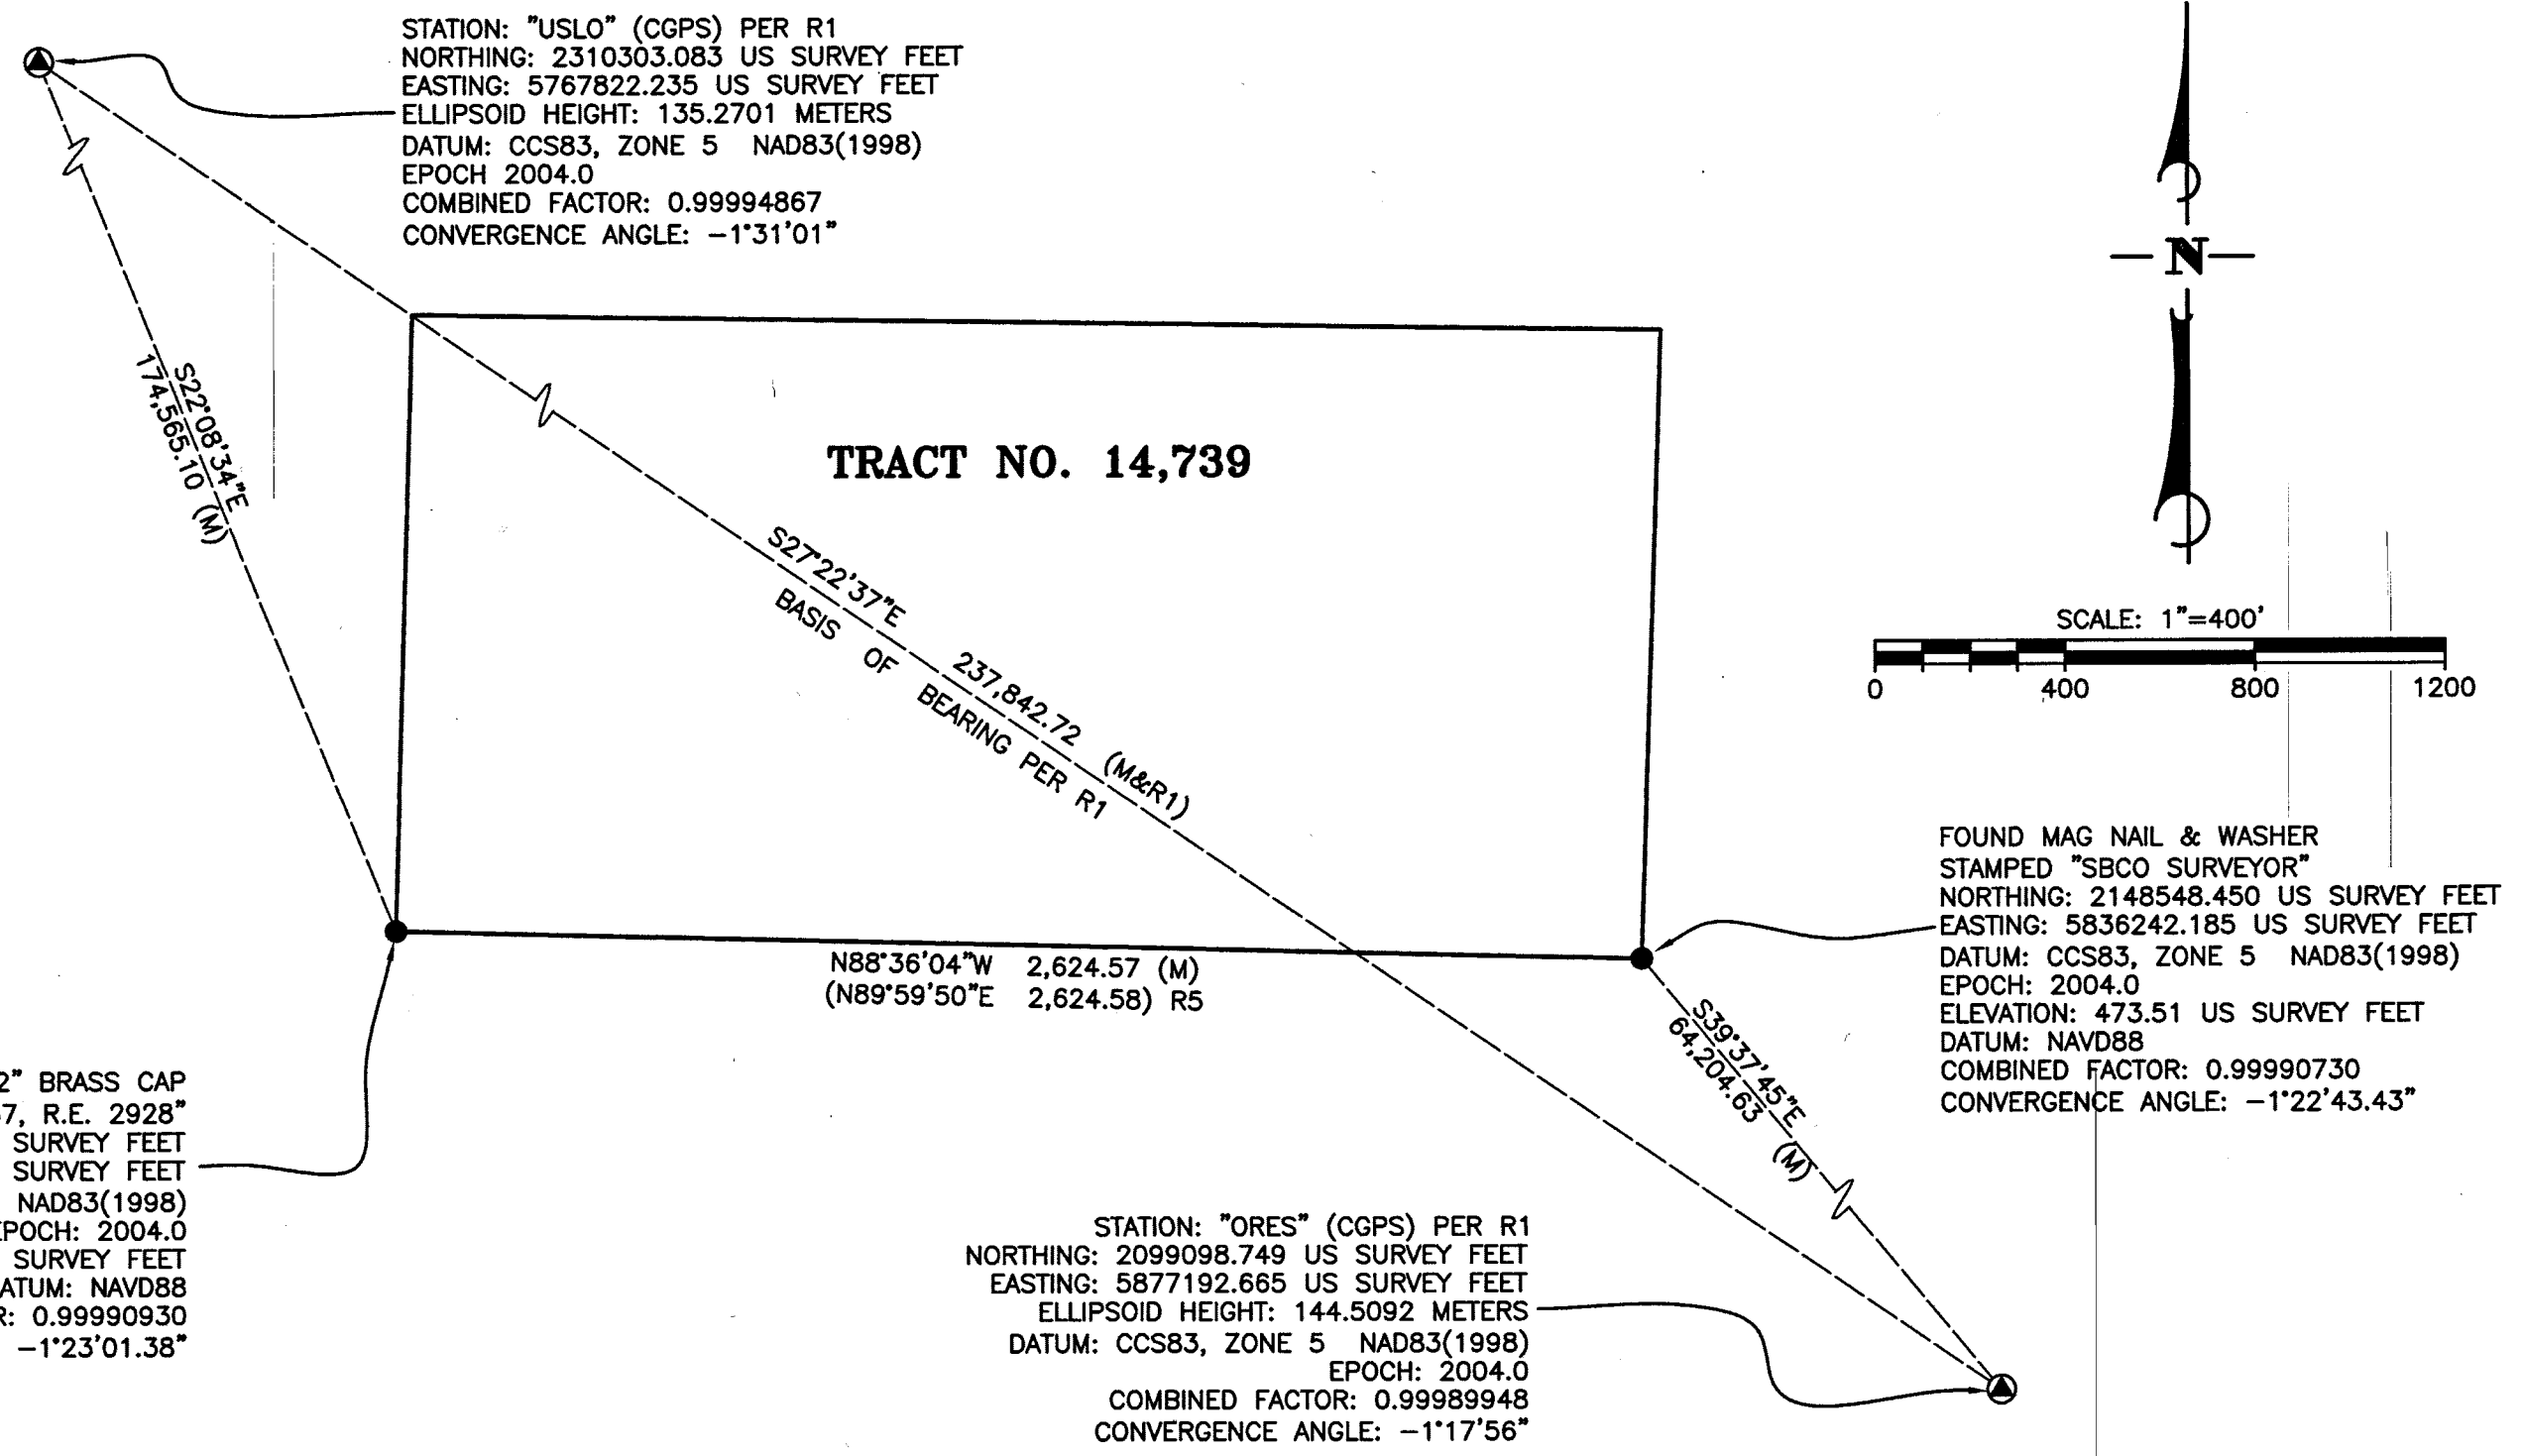 STATION: "USLO" (CGPS) PER R1
NORTHING: 2310303.083 US SURVEY FEET
EASTING: 5767822.235 US SURVEY FEET
ELLIPSOID HEIGHT: 135.2701 METERS
DATUM: CCS83, ZONE 5 NAD83(1998)
EPOCH 2004.0
COMBINED FACTOR: 0.99994867
CONVERGENCE ANGLE: -1°31'01"
N
S22°08'34"E
174,565.10 (M)
TRACT NO. 14,739
S27°22'37"E 237,842.72 (M&R1)
BASIS OF BEARING PER R1
SCALE: 1"=400'
0 400 800 1200
FOUND MAG NAIL & WASHER
STAMPED "SBCO SURVEYOR"
NORTHING: 2148548.450 US SURVEY FEET
EASTING: 5836242.185 US SURVEY FEET
DATUM: CCS83, ZONE 5 NAD83(1998)
EPOCH: 2004.0
ELEVATION: 473.51 US SURVEY FEET
DATUM: NAVD88
COMBINED FACTOR: 0.99990730
CONVERGENCE ANGLE: -1°22'43.43"
N88°36'04"W 2,624.57 (M)
(N89°59'50"E 2,624.58) R5
S39°37'45"E
64,204.63 (M)
2" BRASS CAP
7, R.E. 2928"
SURVEY FEET
SURVEY FEET
NAD83(1998)
EPOCH: 2004.0
SURVEY FEET
ATUM: NAVD88
R: 0.99990930
-1°23'01.38"
STATION: "ORES" (CGPS) PER R1
NORTHING: 2099098.749 US SURVEY FEET
EASTING: 5877192.665 US SURVEY FEET
ELLIPSOID HEIGHT: 144.5092 METERS
DATUM: CCS83, ZONE 5 NAD83(1998)
EPOCH: 2004.0
COMBINED FACTOR: 0.99989948
CONVERGENCE ANGLE: -1°17'56"